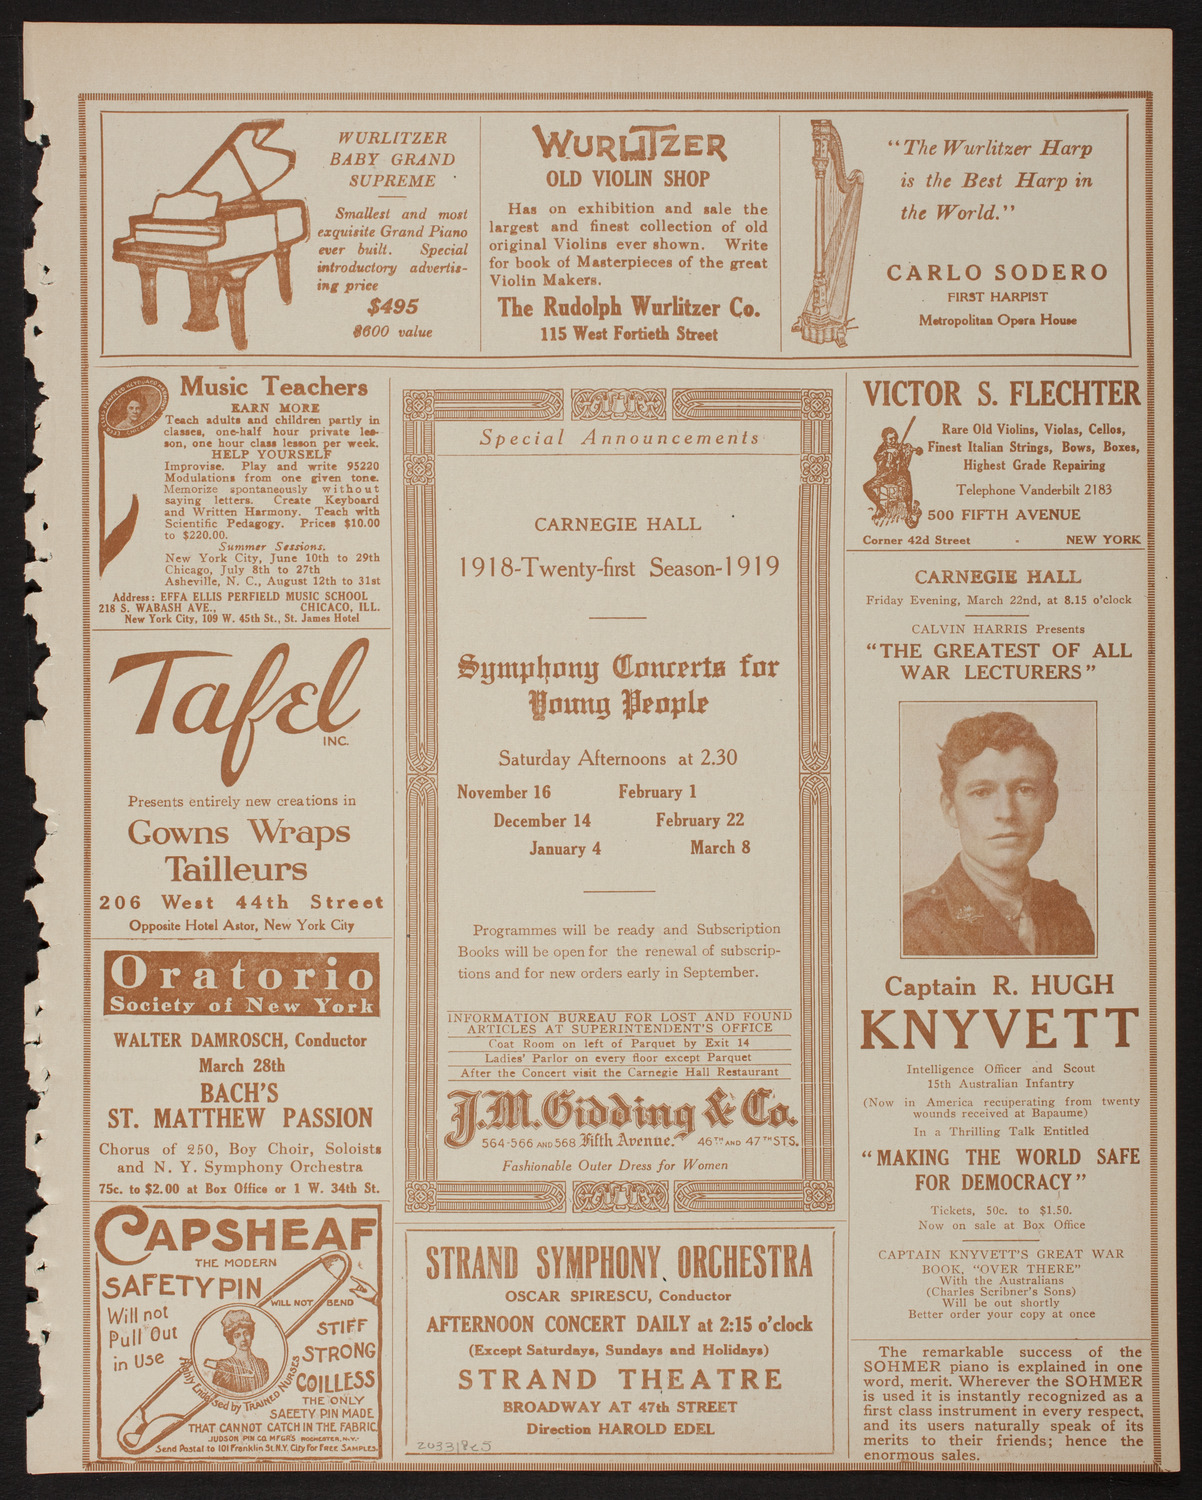 WURLITZER
BABY GRAND
SUPREME
Smallest and most
exquisite Grand Piano
ever built. Special
introductory advertis-
ing price
$495
$600 value
WURLITZER
OLD VIOLIN SHOP
Has on exhibition and sale the
largest and finest collection of old
original Violins ever shown. Write
for book of Masterpieces of the great
Violin Makers.
The Rudolph Wurlitzer Co.
115 West Fortieth Street
"The Wurlitzer Harp
is the Best Harp in
the World."
CARLO SODERO
FIRST HARPIST
Metropolitan Opera House
Music Teachers
EARN MORE
Teach adults and children partly in
classes, one-half hour private les-
son, one hour class lesson per week.
HELP YOURSELF
Improvise. Play and write 95220
Modulations from one given tone.
Memorize spontaneously without
saying letters. Create Keyboard
and Written Harmony. Teach with
Scientific Pedagogy. Prices $10.00
to $220.00.
Summer Sessions.
New York City, June 10th to 29th
Chicago, July 8th to 27th
Asheville, N. C., August 12th to 31st
Address: EFFA ELLIS PERFIELD MUSIC SCHOOL
218 S. WABASH AVE., CHICACO, ILL.
New York City, 109 W. 45th St., St. James Hotel
Tafel
INC.
Presents entirely new creations in
Gowns Wraps
Tailleurs
206 West 44th Street
Opposite Hotel Astor, New York City
Oratorio
Society of New York
WALTER DAMROSCH, Conductor
March 28th
BACH'S
ST. MATTHEW PASSION
Chorus of 250, Boy Choir, Soloists
and N. Y. Symphony Orchestra
75c. to $2.00 at Box Office or 1 W. 34th St.
CAPSHEAF
THE MODERN
SAFETY PIN
WILL NOT BEND
Will not
Pull Out
in Use
STIFF
STRONG
COILLESS
Highly Endorsed by TRAINED NURSES
THE ONLY
SAFETY PIN MADE
THAT CANNOT CATCH IN THE FABRIC.
JUDSON PIN CO. MFGRS. ROCHESTER, N.Y.
Send Postal to 101 Franklin St. N.Y. City for FREE SAMPLES.
Special Announcements
CARNEGIE HALL
1918-Twenty-first Season-1919
Symphony Concerts for
Young People
Saturday Afternoons at 2.30
November 16 February 1
December 14 February 22
January 4 March 8
Programmes will be ready and Subscription
Books will be open for the renewal of subscrip-
tions and for new orders early in September.
INFORMATION BUREAU FOR LOST AND FOUND
ARTICLES AT SUPERINTENDENT'S OFFICE
Coat Room on left of Parquet by Exit 14
Ladies' Parlor on every floor except Parquet
After the Concert visit the Carnegie Hall Restaurant
J.M. Gidding & Co.
564-566 AND 568 Fifth Avenue. 46TH AND 47TH STS.
Fashionable Outer Dress for Women
STRAND SYMPHONY ORCHESTRA
OSCAR SPIRESCU, Conductor
AFTERNOON CONCERT DAILY at 2:15 o'clock
(Except Saturdays, Sundays and Holidays)
STRAND THEATRE
BROADWAY AT 47th STREET
Direction HAROLD EDEL
VICTOR S. FLECHTER
Rare Old Violins, Violas, Cellos,
Finest Italian Strings, Bows, Boxes,
Highest Grade Repairing
Telephone Vanderbilt 2183
500 FIFTH AVENUE
Corner 42d Street - NEW YORK
CARNEGIE HALL
Friday Evening, March 22nd, at 8.15 o'clock
CALVIN HARRIS Presents
"THE GREATEST OF ALL
WAR LECTURERS"
Captain R. HUGH
KNYVETT
Intelligence Officer and Scout
15th Australian Infantry
(Now in America recuperating from twenty
wounds received at Bapaume)
In a Thrilling Talk Entitled
"MAKING THE WORLD SAFE
FOR DEMOCRACY"
Tickets, 50c. to $1.50.
Now on sale at Box Office
CAPTAIN KNYVETT'S GREAT WAR
BOOK, "OVER THERE"
With the Australians
(Charles Scribner's Sons)
Will be out shortly
Better order your copy at once
The remarkable success of the
SOHMER piano is explained in one
word, merit. Wherever the SOHMER
is used it is instantly recognized as a
first class instrument in every respect,
and its users naturally speak of its
merits to their friends; hence the
enormous sales.